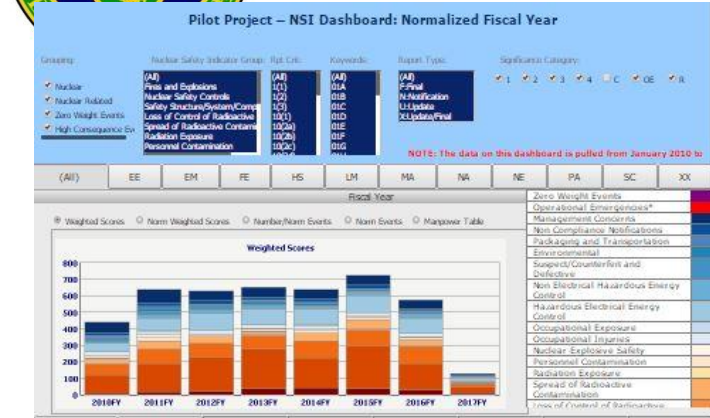 Pilot Project – NSI Dashboard: Normalized Fiscal Year
Grouping:
Nuclear
Nuclear Related
Zero Weight Events
High Consequence Ev
Nuclear Safety Indicator Group:
(All)
Fires and Explosions
Nuclear Safety Controls
Safety Structure/System/Comp
Loss of Control of Radioactive
Spread of Radioactive Contami
Radiation Exposure
Personnel Contamination
Rpt. Crit:
(All)
1(1)
1(2)
1(3)
10(1)
10(2a)
10(2b)
10(2c)
Keywords:
(All)
01A
01B
01C
01D
01E
01F
01G
Report Type:
(All)
F:Final
N:Notification
U:Update
X:Update/Final
Significance Category:
1 2 3 4 C OE R
NOTE: The data on this dashboard is pulled from January 2010 to
(All) EE EM FE HS LM MA NA NE PA SC XX
Fiscal Year
Weighted Scores Norm Weighted Scores Number/Norm Events Norm Events Manpower Table
Weighted Scores
800
700
600
500
400
300
200
100
0
2010FY 2011FY 2012FY 2013FY 2014FY 2015FY 2016FY 2017FY
Zero Weight Events
Operational Emergencies*
Management Concerns
Non Compliance Notifications
Packaging and Transportation
Environmental
Suspect/Counterfeit and
Defective
Non Electrical Hazardous Energy
Control
Hazardous Electrical Energy
Control
Occupational Exposure
Occupational Injuries
Nuclear Explosive Safety
Personnel Contamination
Radiation Exposure
Spread of Radioactive
Contamination
Loss of Control of Radioactive